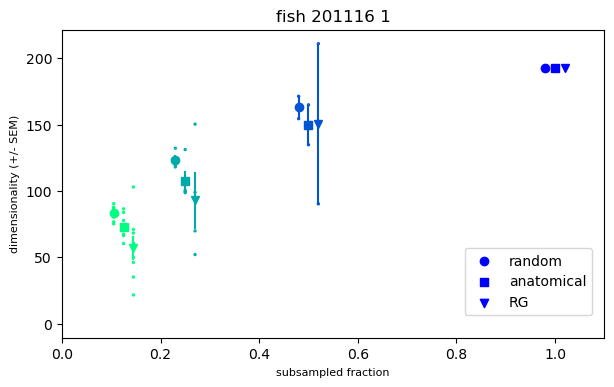 fish 201116 1
dimensionality (+/- SEM)
200
150
100
50
0
random
anatomical
RG
0.0 0.2 0.4 0.6 0.8 1.0
subsampled fraction